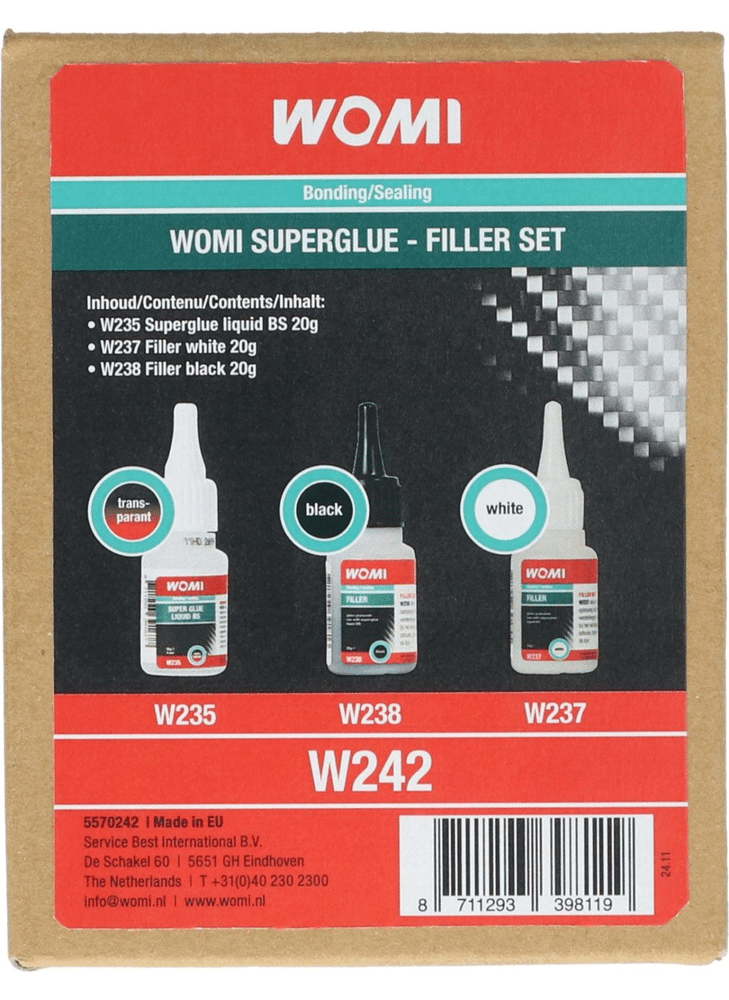 WOMI
Bonding/Sealing
WOMI SUPERGLUE - FILLER SET
Inhoud/Contenu/Contents/Inhalt:
• W235 Superglue liquid BS 20g
• W237 Filler white 20g
• W238 Filler black 20g
trans-
parant
black
white
WOMI
SUPER GLUE
LIQUID BS
W235
WOMI
FILLER
W238
WOMI
FILLER
W237
W235
W238
W237
W242
5570242 | Made in EU
Service Best International B.V.
De Schakel 60 | 5651 GH Eindhoven
The Netherlands | T +31(0)40 230 2300
info@womi.nl | www.womi.nl
8 711293 398119
24.11